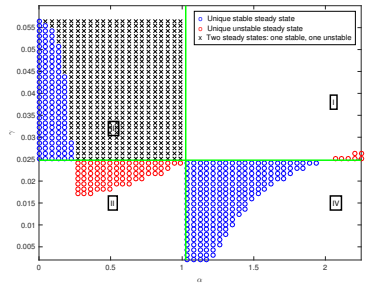 0.055
0.05
0.045
0.04
0.035
0.03
0.025
0.02
0.015
0.01
0.005
γ
Unique stable steady state
Unique unstable steady state
Two steady states: one stable, one unstable
I
II
IV
0
0.5
1
1.5
2
α